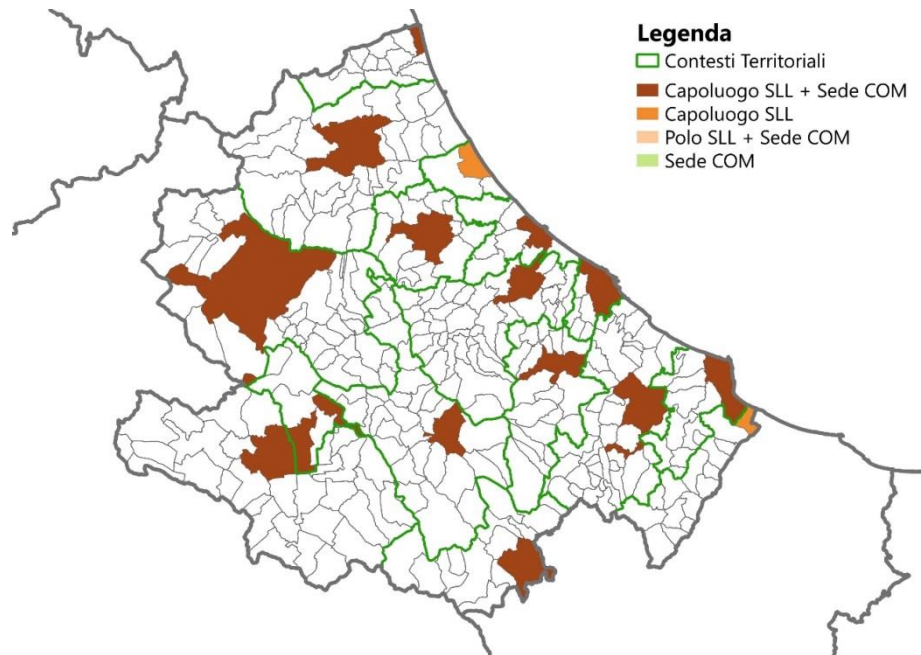 Legenda
Contesti Territoriali
Capoluogo SLL + Sede COM
Capoluogo SLL
Polo SLL + Sede COM
Sede COM